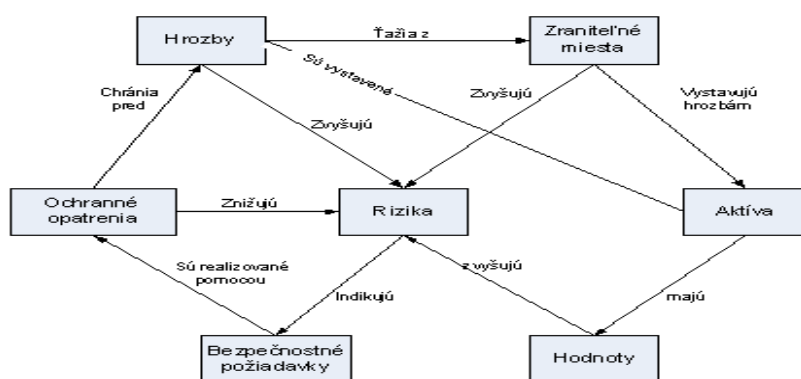 Hrozby
Ťažia z
Zraniteľné
miesta
Sú vystavené
Chránia
pred
Zvyšujú
Zvyšujú
Vystavujú
hrozbám
Ochranné
opatrenia
Znižujú
Rizika
Aktíva
Sú realizované
pomocou
Indikujú
zvyšujú
majú
Bezpečnostné
požiadavky
Hodnoty